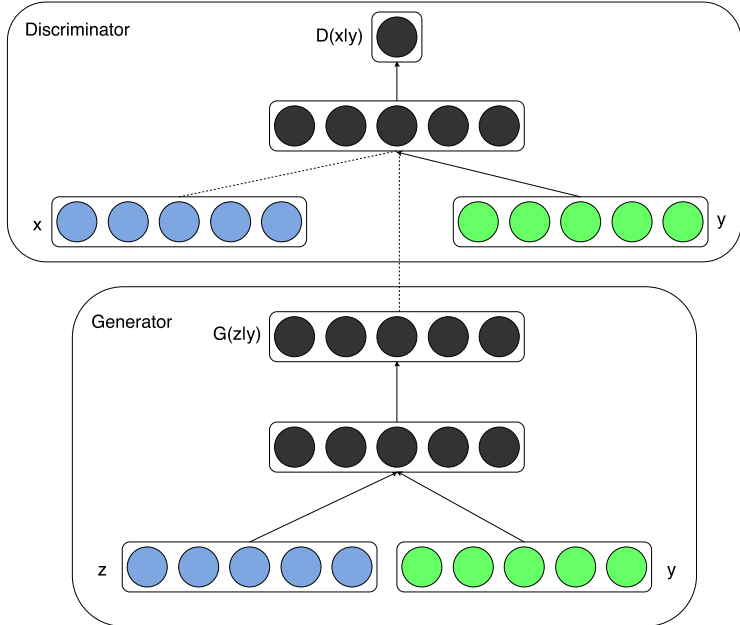 Discriminator
D(x|y)
x
y
Generator
G(z|y)
z
y